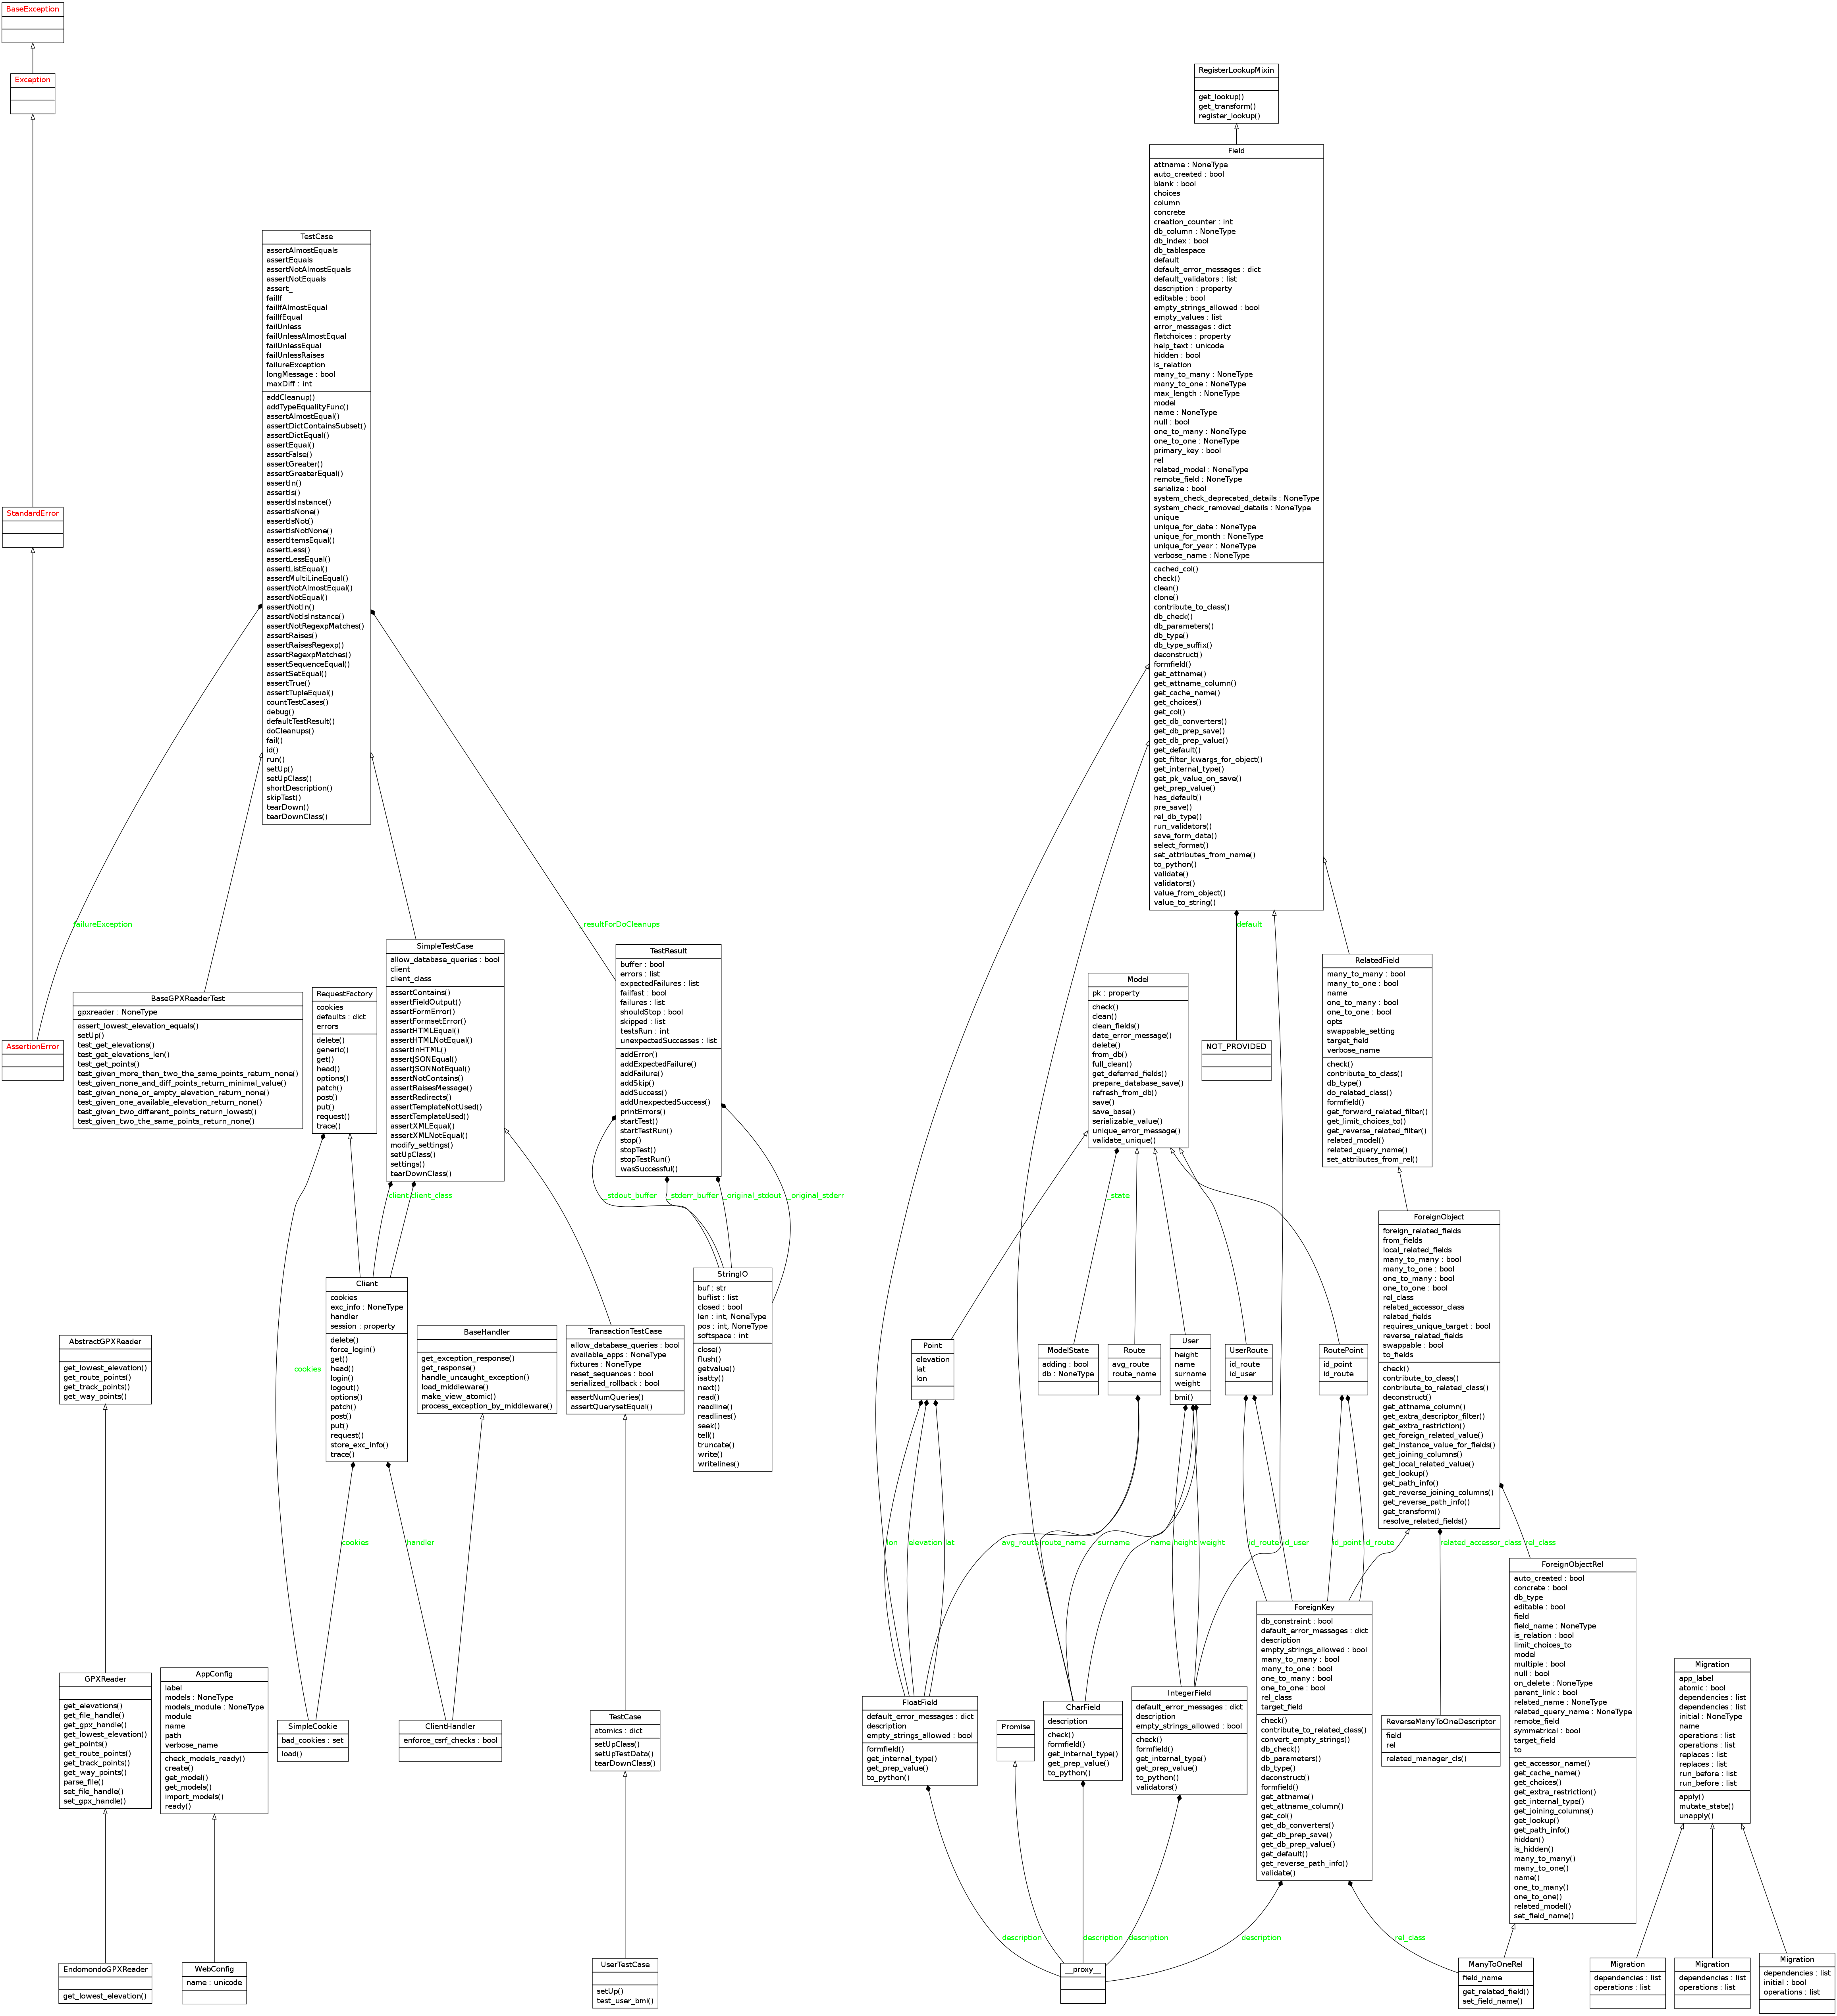 BaseException
Exception
StandardError
AssertionError
failureException
TestCase
assertAlmostEquals
assertEquals
assertNotAlmostEquals
assertNotEquals
assert_
failIf
failIfAlmostEqual
failIfEqual
failUnless
failUnlessAlmostEqual
failUnlessEqual
failUnlessRaises
failureException
longMessage : bool
maxDiff : int
addCleanup()
addTypeEqualityFunc()
assertAlmostEqual()
assertDictContainsSubset()
assertDictEqual()
assertEqual()
assertFalse()
assertGreater()
assertGreaterEqual()
assertIn()
assertIs()
assertIsInstance()
assertIsNone()
assertIsNot()
assertIsNotNone()
assertItemsEqual()
assertLess()
assertLessEqual()
assertListEqual()
assertMultiLineEqual()
assertNotAlmostEqual()
assertNotEqual()
assertNotIn()
assertNotIsInstance()
assertNotRegexpMatches()
assertRaises()
assertRaisesRegexp()
assertRegexpMatches()
assertSequenceEqual()
assertSetEqual()
assertTrue()
assertTupleEqual()
countTestCases()
debug()
defaultTestResult()
doCleanups()
fail()
id()
run()
setUp()
setUpClass()
shortDescription()
skipTest()
tearDown()
tearDownClass()
_resultForDoCleanups
BaseGPXReaderTest
gpxreader : NoneType
assert_lowest_elevation_equals()
setUp()
test_get_elevations()
test_get_elevations_len()
test_get_points()
test_given_more_then_two_the_same_points_return_none()
test_given_none_and_diff_points_return_minimal_value()
test_given_none_or_empty_elevation_return_none()
test_given_one_available_elevation_return_none()
test_given_two_different_points_return_lowest()
test_given_two_the_same_points_return_none()
RequestFactory
cookies
defaults : dict
errors
delete()
generic()
get()
head()
options()
patch()
post()
put()
request()
trace()
SimpleTestCase
allow_database_queries : bool
client
client_class
assertContains()
assertFieldOutput()
assertFormError()
assertFormsetError()
assertHTMLEqual()
assertHTMLNotEqual()
assertInHTML()
assertJSONEqual()
assertJSONNotEqual()
assertNotContains()
assertRaisesMessage()
assertRedirects()
assertTemplateNotUsed()
assertTemplateUsed()
assertXMLEqual()
assertXMLNotEqual()
modify_settings()
setUpClass()
settings()
tearDownClass()
client
client_class
TestResult
buffer : bool
errors : list
expectedFailures : list
failfast : bool
failures : list
shouldStop : bool
skipped : list
testsRun : int
unexpectedSuccesses : list
addError()
addExpectedFailure()
addFailure()
addSkip()
addSuccess()
addUnexpectedSuccess()
printErrors()
startTest()
startTestRun()
stop()
stopTest()
stopTestRun()
wasSuccessful()
_stdout_buffer
_stderr_buffer
_original_stdout
_original_stderr
StringIO
buf : str
buflist : list
closed : bool
len : int, NoneType
pos : int, NoneType
softspace : int
close()
flush()
getvalue()
isatty()
next()
read()
readline()
readlines()
seek()
tell()
truncate()
write()
writelines()
AbstractGPXReader
get_lowest_elevation()
get_route_points()
get_track_points()
get_way_points()
cookies
Client
cookies
exc_info : NoneType
handler
session : property
delete()
force_login()
get()
head()
login()
logout()
options()
patch()
post()
put()
request()
store_exc_info()
trace()
BaseHandler
get_exception_response()
get_response()
handle_uncaught_exception()
load_middleware()
make_view_atomic()
process_exception_by_middleware()
TransactionTestCase
allow_database_queries : bool
available_apps : NoneType
fixtures : NoneType
reset_sequences : bool
serialized_rollback : bool
assertNumQueries()
assertQuerysetEqual()
cookies
handler
GPXReader
get_elevations()
get_file_handle()
get_gpx_handle()
get_lowest_elevation()
get_points()
get_route_points()
get_track_points()
get_way_points()
parse_file()
set_file_handle()
set_gpx_handle()
AppConfig
label
models : NoneType
models_module : NoneType
module
name
path
verbose_name
check_models_ready()
create()
get_model()
get_models()
import_models()
ready()
SimpleCookie
bad_cookies : set
load()
ClientHandler
enforce_csrf_checks : bool
TestCase
atomics : dict
setUpClass()
setUpTestData()
tearDownClass()
EndomondoGPXReader
get_lowest_elevation()
WebConfig
name : unicode
UserTestCase
setUp()
test_user_bmi()
RegisterLookupMixin
get_lookup()
get_transform()
register_lookup()
Field
attname : NoneType
auto_created : bool
blank : bool
choices
column
concrete
creation_counter : int
db_column : NoneType
db_index : bool
db_tablespace
default
default_error_messages : dict
default_validators : list
description : property
editable : bool
empty_strings_allowed : bool
empty_values : list
error_messages : dict
flatchoices : property
help_text : unicode
hidden : bool
is_relation
many_to_many : NoneType
many_to_one : NoneType
max_length : NoneType
model
name : NoneType
null : bool
one_to_many : NoneType
one_to_one : NoneType
primary_key : bool
rel
related_model : NoneType
remote_field : NoneType
serialize : bool
system_check_deprecated_details : NoneType
system_check_removed_details : NoneType
unique
unique_for_date : NoneType
unique_for_month : NoneType
unique_for_year : NoneType
verbose_name : NoneType
cached_col()
check()
clean()
clone()
contribute_to_class()
db_check()
db_parameters()
db_type()
db_type_suffix()
deconstruct()
formfield()
get_attname()
get_attname_column()
get_cache_name()
get_choices()
get_col()
get_db_converters()
get_db_prep_save()
get_db_prep_value()
get_default()
get_filter_kwargs_for_object()
get_internal_type()
get_pk_value_on_save()
get_prep_value()
has_default()
pre_save()
rel_db_type()
run_validators()
save_form_data()
select_format()
set_attributes_from_name()
to_python()
validate()
validators()
value_from_object()
value_to_string()
default
NOT_PROVIDED
Model
pk : property
check()
clean()
clean_fields()
date_error_message()
delete()
from_db()
full_clean()
get_deferred_fields()
prepare_database_save()
refresh_from_db()
save()
save_base()
serializable_value()
unique_error_message()
validate_unique()
_state
RelatedField
many_to_many : bool
many_to_one : bool
name
one_to_many : bool
one_to_one : bool
opts
swappable_setting
target_field
verbose_name
check()
contribute_to_class()
db_type()
do_related_class()
formfield()
get_forward_related_filter()
get_limit_choices_to()
get_reverse_related_filter()
related_model()
related_query_name()
set_attributes_from_rel()
ForeignObject
foreign_related_fields
from_fields
local_related_fields
many_to_many : bool
many_to_one : bool
one_to_many : bool
one_to_one : bool
rel_class
related_accessor_class
related_fields
requires_unique_target : bool
reverse_related_fields
swappable : bool
to_fields
check()
contribute_to_class()
contribute_to_related_class()
deconstruct()
get_attname_column()
get_extra_descriptor_filter()
get_extra_restriction()
get_foreign_related_value()
get_instance_value_for_fields()
get_joining_columns()
get_local_related_value()
get_lookup()
get_path_info()
get_reverse_joining_columns()
get_reverse_path_info()
get_transform()
resolve_related_fields()
Point
elevation
lat
lon
ModelState
adding : bool
db : NoneType
Route
avg_route
route_name
User
height
name
surname
weight
bmi()
UserRoute
id_route
id_user
RoutePoint
id_point
id_route
lon
elevation
lat
avg_route
route_name
surname
name
height
weight
id_route
id_user
id_point
id_route
related_accessor_class
rel_class
FloatField
default_error_messages : dict
description
empty_strings_allowed : bool
formfield()
get_internal_type()
get_prep_value()
to_python()
Promise
CharField
description
check()
formfield()
get_internal_type()
get_prep_value()
to_python()
IntegerField
default_error_messages : dict
description
empty_strings_allowed : bool
check()
formfield()
get_internal_type()
get_prep_value()
to_python()
validators()
ForeignKey
db_constraint : bool
default_error_messages : dict
description
empty_strings_allowed : bool
many_to_many : bool
many_to_one : bool
one_to_many : bool
one_to_one : bool
rel_class
target_field
check()
contribute_to_related_class()
convert_empty_strings()
db_check()
db_parameters()
db_type()
deconstruct()
formfield()
get_attname()
get_attname_column()
get_col()
get_db_converters()
get_db_prep_save()
get_db_prep_value()
get_default()
get_reverse_path_info()
validate()
ReverseManyToOneDescriptor
field
rel
related_manager_cls()
ForeignObjectRel
auto_created : bool
concrete : bool
db_type
editable : bool
field
field_name : NoneType
is_relation : bool
limit_choices_to
model
multiple : bool
null : bool
on_delete : NoneType
parent_link : bool
related_name : NoneType
related_query_name : NoneType
remote_field
symmetrical : bool
target_field
to
get_accessor_name()
get_cache_name()
get_choices()
get_extra_restriction()
get_internal_type()
get_joining_columns()
get_lookup()
get_path_info()
hidden()
is_hidden()
many_to_many()
many_to_one()
name()
one_to_many()
one_to_one()
related_model()
set_field_name()
Migration
app_label
atomic : bool
dependencies : list
dependencies : list
initial : NoneType
name
operations : list
operations : list
replaces : list
replaces : list
run_before : list
run_before : list
apply()
mutate_state()
unapply()
description
description
description
description
rel_class
__proxy__
ManyToOneRel
field_name
get_related_field()
set_field_name()
Migration
dependencies : list
operations : list
Migration
dependencies : list
operations : list
Migration
dependencies : list
initial : bool
operations : list